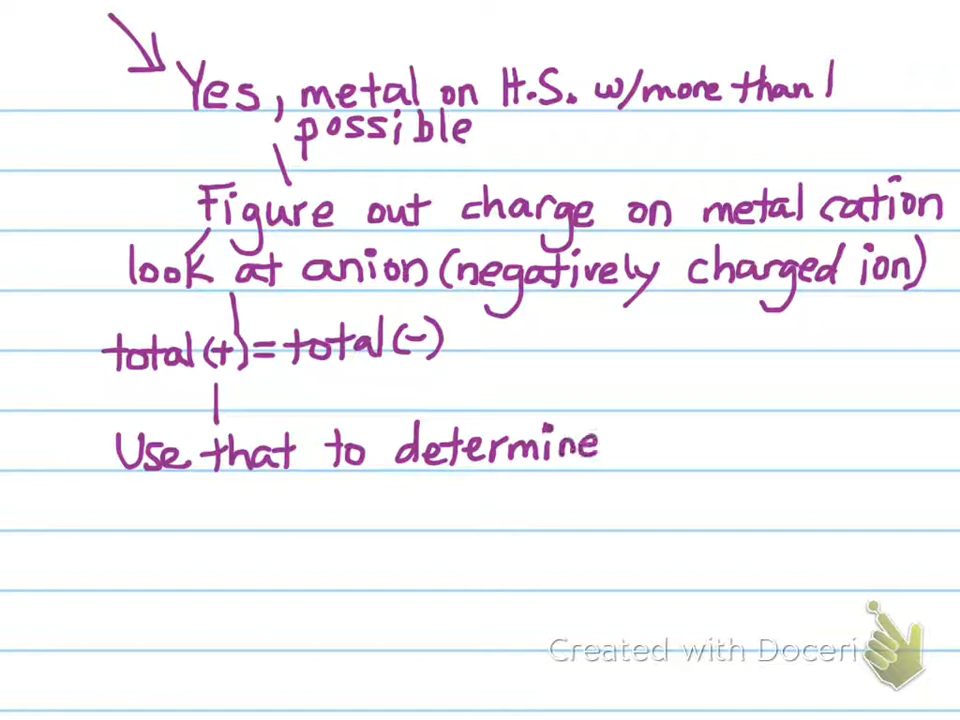 Yes, metal on H.S. w/more than 1
possible
Figure out charge on metal cation
look at anion (negatively charged ion)
total (+) = total (-)
Use that to determine
Created with Doceri